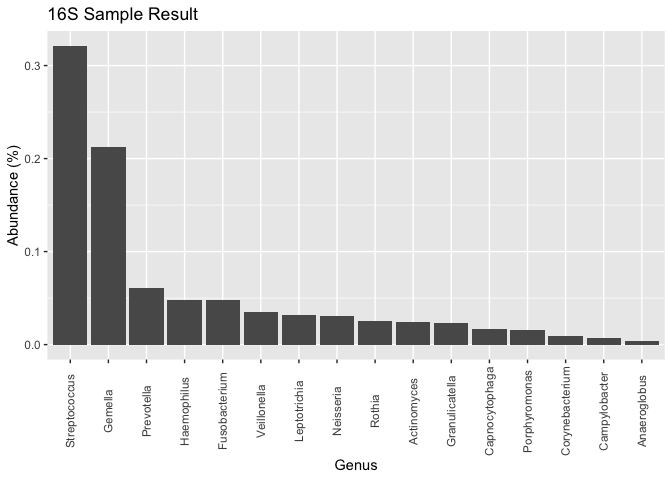 16S Sample Result
Abundance (%)
0.3
0.2
0.1
0.0
Streptococcus
Gemella
Prevotella
Haemophilus
Fusobacterium
Veillonella
Leptotrichia
Neisseria
Rothia
Actinomyces
Granulicatella
Capnocytophaga
Porphyromonas
Corynebacterium
Campylobacter
Anaeroglobus
Genus